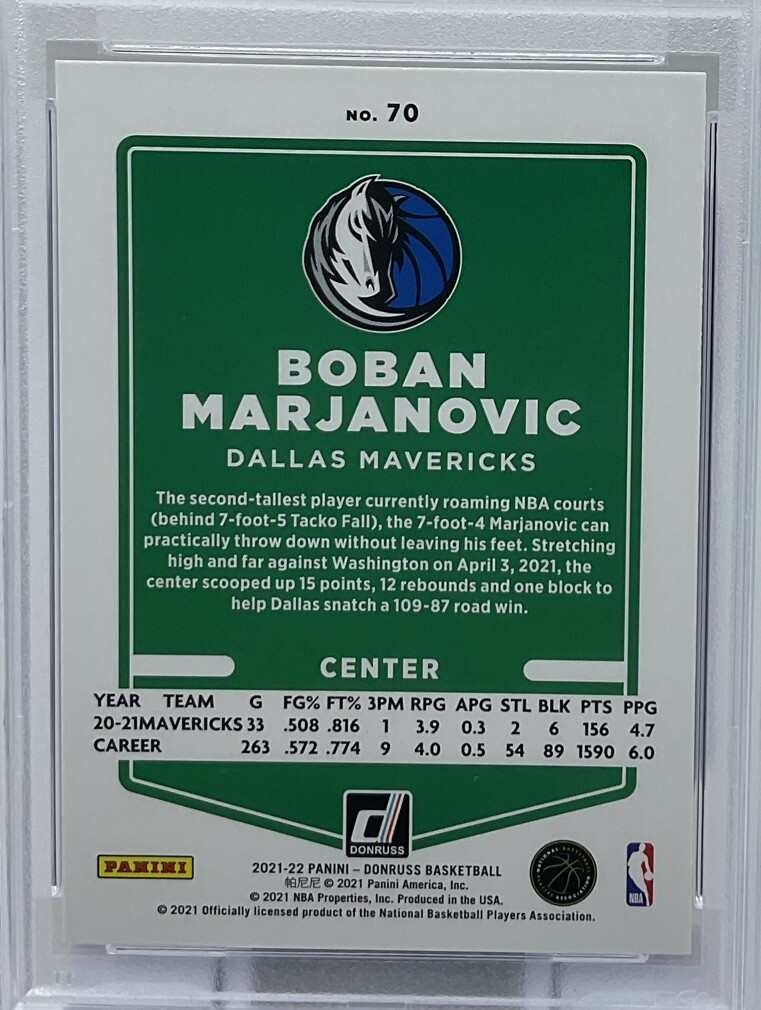 NO. 70
BOBAN
MARJANOVIC
DALLAS MAVERICKS
The second-tallest player currently roaming NBA courts
(behind 7-foot-5 Tacko Fall), the 7-foot-4 Marjanovic can
practically throw down without leaving his feet. Stretching
high and far against Washington on April 3, 2021, the
center scooped up 15 points, 12 rebounds and one block to
help Dallas snatch a 109-87 road win.
CENTER
YEAR TEAM G FG% FT% 3PM RPG APG STL BLK PTS PPG
20-21 MAVERICKS 33 .508 .816 1 3.9 0.3 2 6 156 4.7
CAREER 263 .572 .774 9 4.0 0.5 54 89 1590 6.0
DONRUSS
PANINI
2021-22 PANINI – DONRUSS BASKETBALL
帕尼尼 © 2021 Panini America, Inc.
© 2021 NBA Properties, Inc. Produced in the USA.
© 2021 Officially licensed product of the National Basketball Players Association.
NATIONAL BASKETBALL
PLAYERS ASSOCIATION
NBA